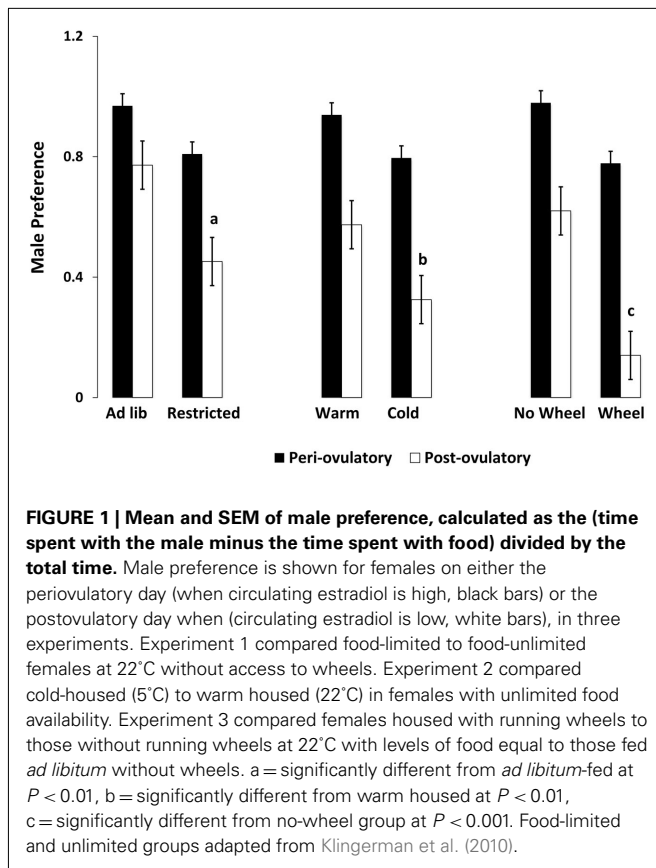 1.2
0.8
0.4
0
Male Preference
a
b
c
Ad lib Restricted Warm Cold No Wheel Wheel
■ Peri-ovulatory □ Post-ovulatory
FIGURE 1 | Mean and SEM of male preference, calculated as the (time
spent with the male minus the time spent with food) divided by the
total time. Male preference is shown for females on either the
periovulatory day (when circulating estradiol is high, black bars) or the
postovulatory day when (circulating estradiol is low, white bars), in three
experiments. Experiment 1 compared food-limited to food-unlimited
females at 22˚C without access to wheels. Experiment 2 compared
cold-housed (5˚C) to warm housed (22˚C) in females with unlimited food
availability. Experiment 3 compared females housed with running wheels to
those without running wheels at 22˚C with levels of food equal to those fed
ad libitum without wheels. a = significantly different from ad libitum-fed at
P < 0.01, b = significantly different from warm housed at P < 0.01,
c = significantly different from no-wheel group at P < 0.001. Food-limited
and unlimited groups adapted from Klingerman et al. (2010).